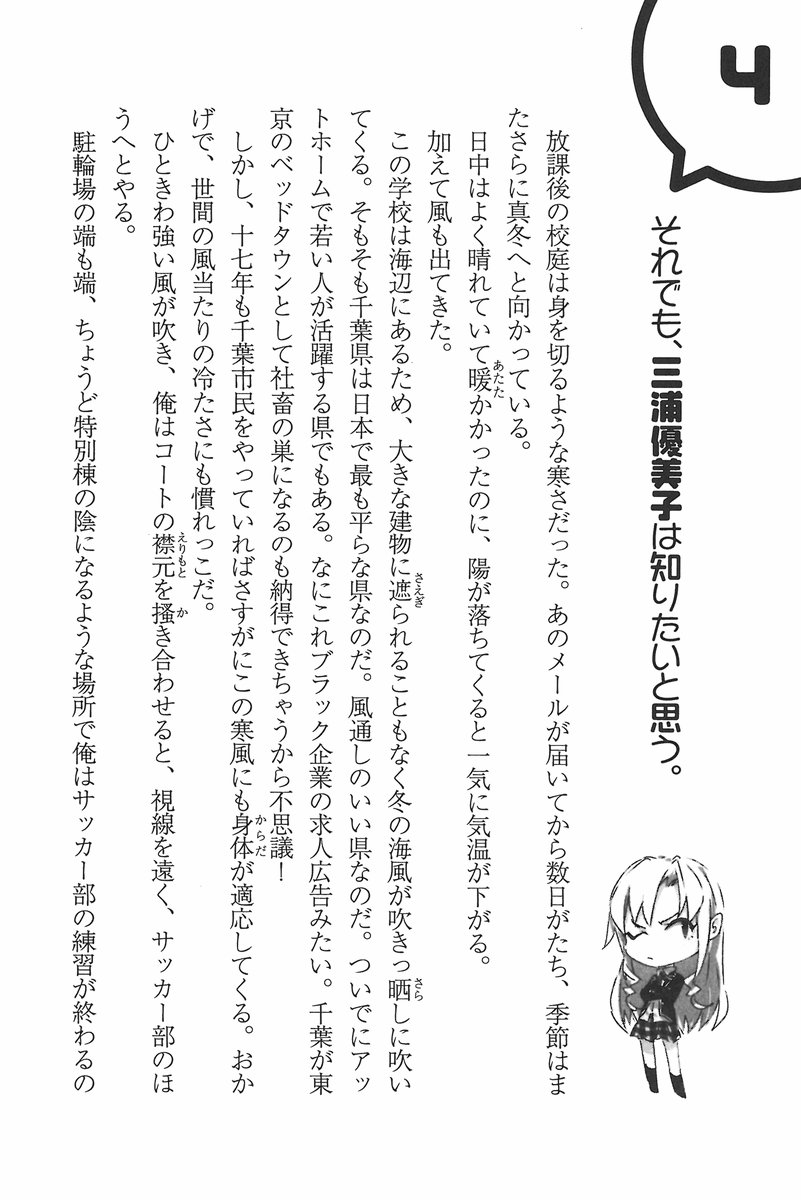 4
それでも、三浦優美子は知りたいと思う。
放課後の校庭は身を切るような寒さだった。あのメールが届いてから数日がたち、季節はま
たさらに真冬へと向かっている。
日中はよく晴れていて暖かかったのに、陽が落ちてくると一気に気温が下がる。
加えて風も出てきた。
この学校は海辺にあるため、大きな建物に遮られることもなく冬の海風が吹きっ晒しに吹い
てくる。そもそも千葉県は日本で最も平らな県なのだ。風通しのいい県なのだ。ついでにアッ
トホームで若い人が活躍する県でもある。なにこれブラック企業の求人広告みたい。千葉が東
京のベッドタウンとして社畜の巣になるのも納得できちゃうから不思議！
しかし、十七年も千葉市民をやっていればさすがにこの寒風にも身体が適応してくる。おか
げで、世間の風当たりの冷たさにも慣れっこだ。
ひときわ強い風が吹き、俺はコートの襟元を掻き合わせると、視線を遠く、サッカー部のほ
うへとやる。
駐輪場の端も端、ちょうど特別棟の陰になるような場所で俺はサッカー部の練習が終わるの